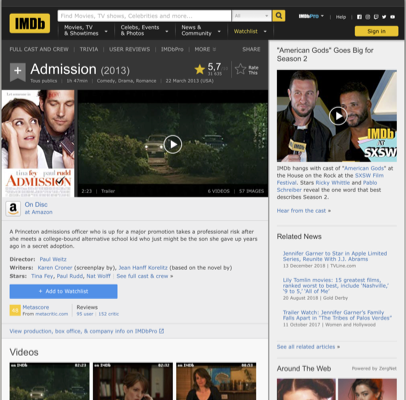 IMDb
Find Movies, TV shows, Celebrities and more...
All
IMDbPro
Help
Movies, TV
& Showtimes
Celebs, Events
& Photos
News &
Community
Watchlist
Sign in
FULL CAST AND CREW | TRIVIA | USER REVIEWS | IMDbPro | MORE
SHARE
Admission (2013)
5,7
Rate
This
Tous publics | 1h 47min | Comedy, Drama, Romance | 22 March 2013 (USA)
tina fey paul rudd
ADMISSION
2:23 | Trailer
6 VIDEOS | 57 IMAGES
On Disc
at Amazon
A Princeton admissions officer who is up for a major promotion takes a professional risk after
she meets a college-bound alternative school kid who just might be the son she gave up years
ago in a secret adoption.
Director: Paul Weitz
Writers: Karen Croner (screenplay by), Jean Hanff Korelitz (based on the novel by)
Stars: Tina Fey, Paul Rudd, Nat Wolff | See full cast & crew »
+ Add to Watchlist
Metascore
From metacritic.com
Reviews
95 user | 152 critic
View production, box office, & company info on IMDbPro
Videos
"American Gods" Goes Big for
Season 2
IMDb
at
SXSW
IMDb hangs with cast of "American Gods"
at the House on the Rock at the SXSW Film
Festival. Stars Ricky Whittle and Pablo
Schreiber reveal the one word that best
describes Season 2.
Hear from the cast »
Related News
Jennifer Garner to Star in Apple Limited
Series, Reunite With J.J. Abrams
13 December 2018 | TVLine.com
Lily Tomlin movies: 15 greatest films,
ranked worst to best, include 'Nashville,'
'9 to 5,' 'All of Me'
20 August 2018 | Gold Derby
Trailer Watch: Jennifer Garner's Family
Falls Apart in "The Tribes of Palos Verdes"
11 October 2017 | Women and Hollywood
See all related articles »
Around The Web
Powered by ZergNet